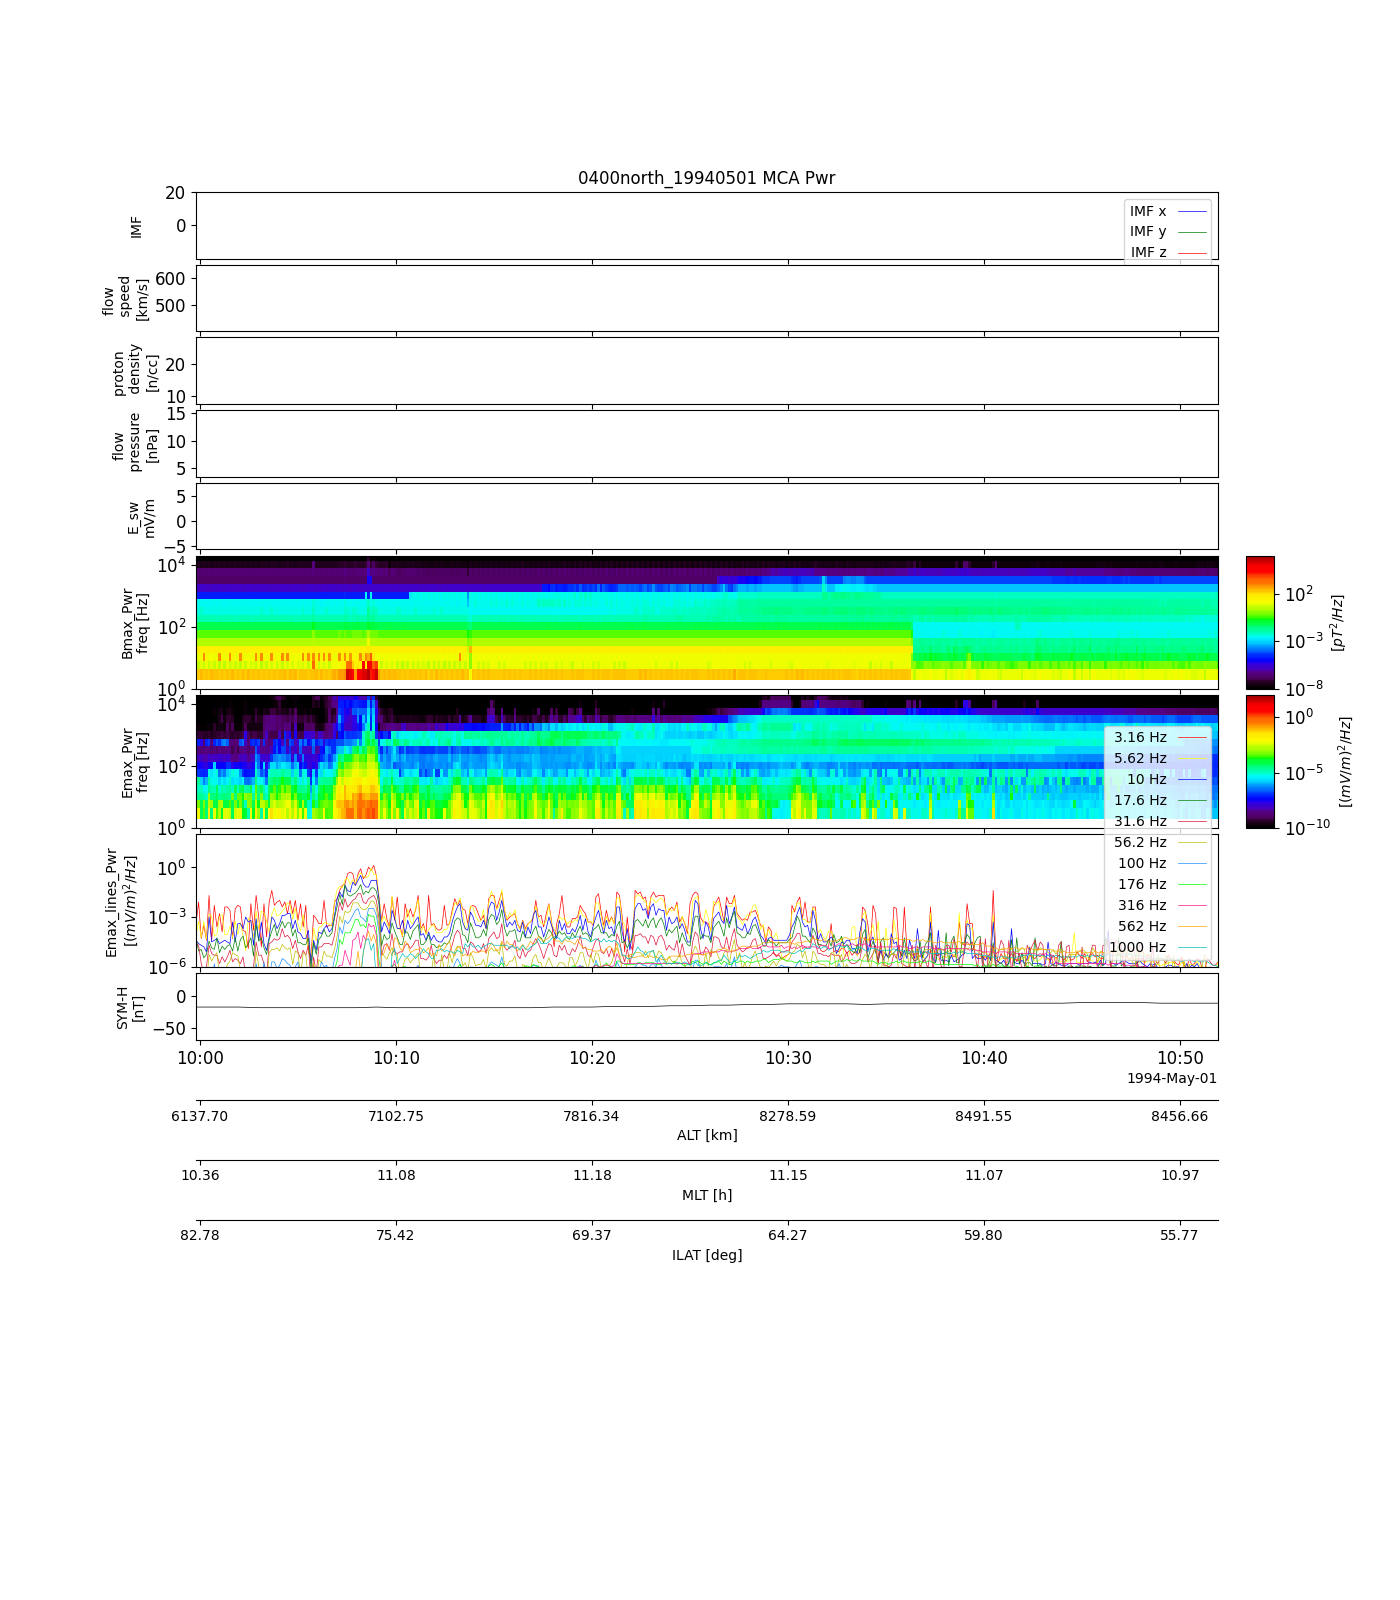 0400north_19940501 MCA Pwr
20
0
IMF
IMF x
IMF y
IMF z
600
500
flow
speed
[km/s]
20
10
proton
density
[n/cc]
15
10
5
flow
pressure
[nPa]
5
0
−5
E_sw
mV/m
10^4
10^2
10^0
Bmax_Pwr
freq [Hz]
10^2
10^−3
10^−8
[pT^2/Hz]
10^4
10^2
10^0
Emax_Pwr
freq [Hz]
10^0
10^−5
10^−10
[(mV/m)^2/Hz]
3.16 Hz
5.62 Hz
10 Hz
17.6 Hz
31.6 Hz
56.2 Hz
100 Hz
176 Hz
316 Hz
562 Hz
1000 Hz
10^0
10^−3
10^−6
Emax_lines_Pwr
[(mV/m)^2/Hz]
0
−50
SYM-H
[nT]
10:00 10:10 10:20 10:30 10:40 10:50
1994-May-01
6137.70 7102.75 7816.34 8278.59 8491.55 8456.66
ALT [km]
10.36 11.08 11.18 11.15 11.07 10.97
MLT [h]
82.78 75.42 69.37 64.27 59.80 55.77
ILAT [deg]